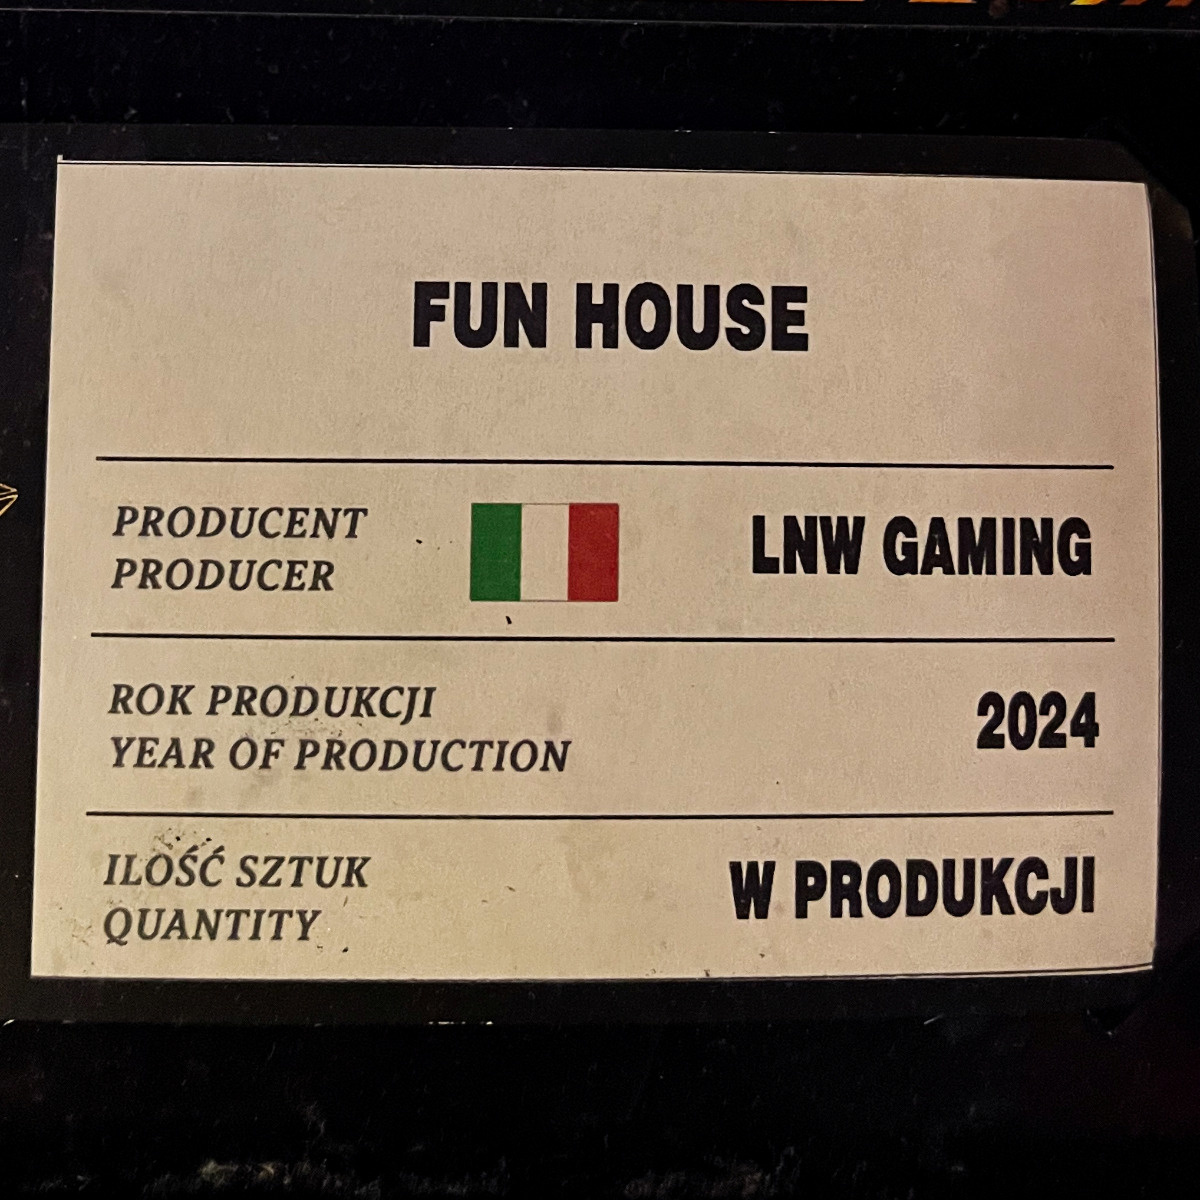 FUN HOUSE
PRODUCENT
PRODUCER
LNW GAMING
ROK PRODUKCJI
YEAR OF PRODUCTION
2024
ILOŚĆ SZTUK
QUANTITY
W PRODUKCJI